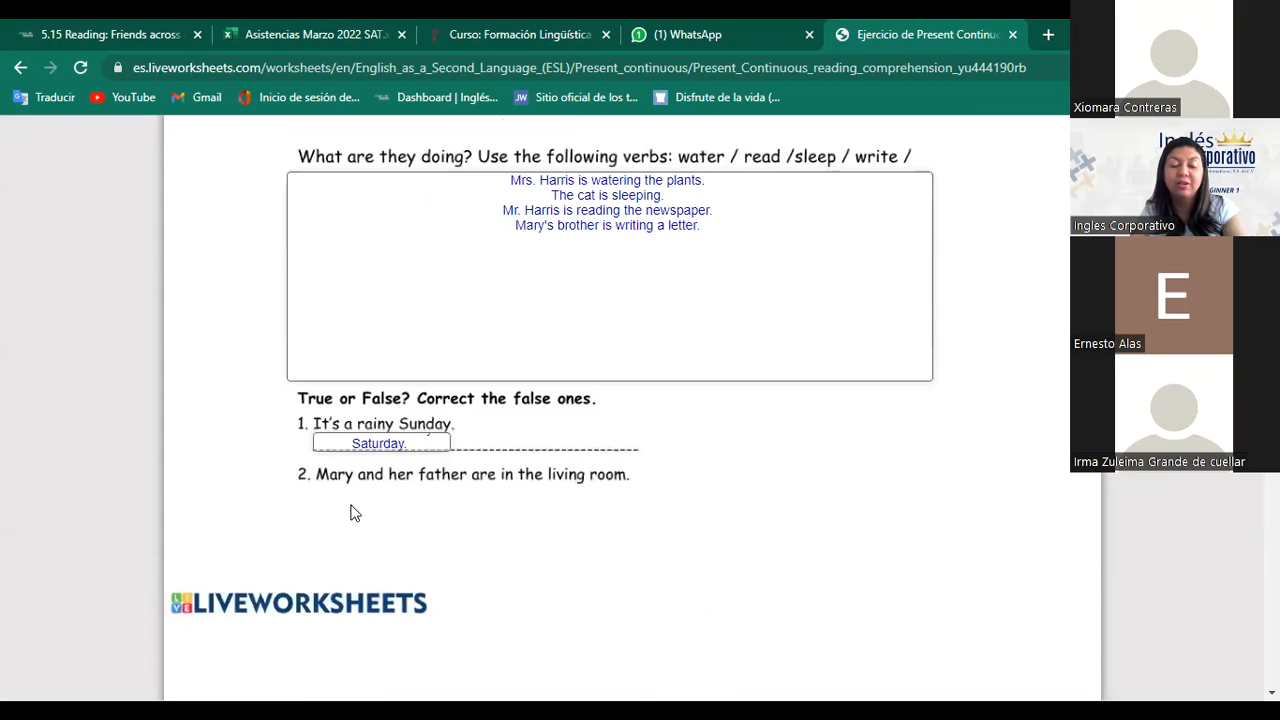 5.15 Reading: Friends across
Asistencias Marzo 2022 SAT.
Curso: Formación Lingüística
(1) WhatsApp
Ejercicio de Present Continuo
es.liveworksheets.com/worksheets/en/English_as_a_Second_Language_(ESL)/Present_continuous/Present_Continuous_reading_comprehension_yu444190rb
Traducir
YouTube
Gmail
Inicio de sesión de...
Dashboard | Inglés...
Sitio oficial de los t...
Disfrute de la vida (...
What are they doing? Use the following verbs: water / read /sleep / write /
Mrs. Harris is watering the plants.
The cat is sleeping.
Mr. Harris is reading the newspaper.
Mary's brother is writing a letter.
True or False? Correct the false ones.
1. It's a rainy Sunday.
Saturday.
2. Mary and her father are in the living room.
LIVEWORKSHEETS
Xiomara Contreras
Inglés
Ingles Corporativo
E
Ernesto Alas
Irma Zuleima Grande de cuellar